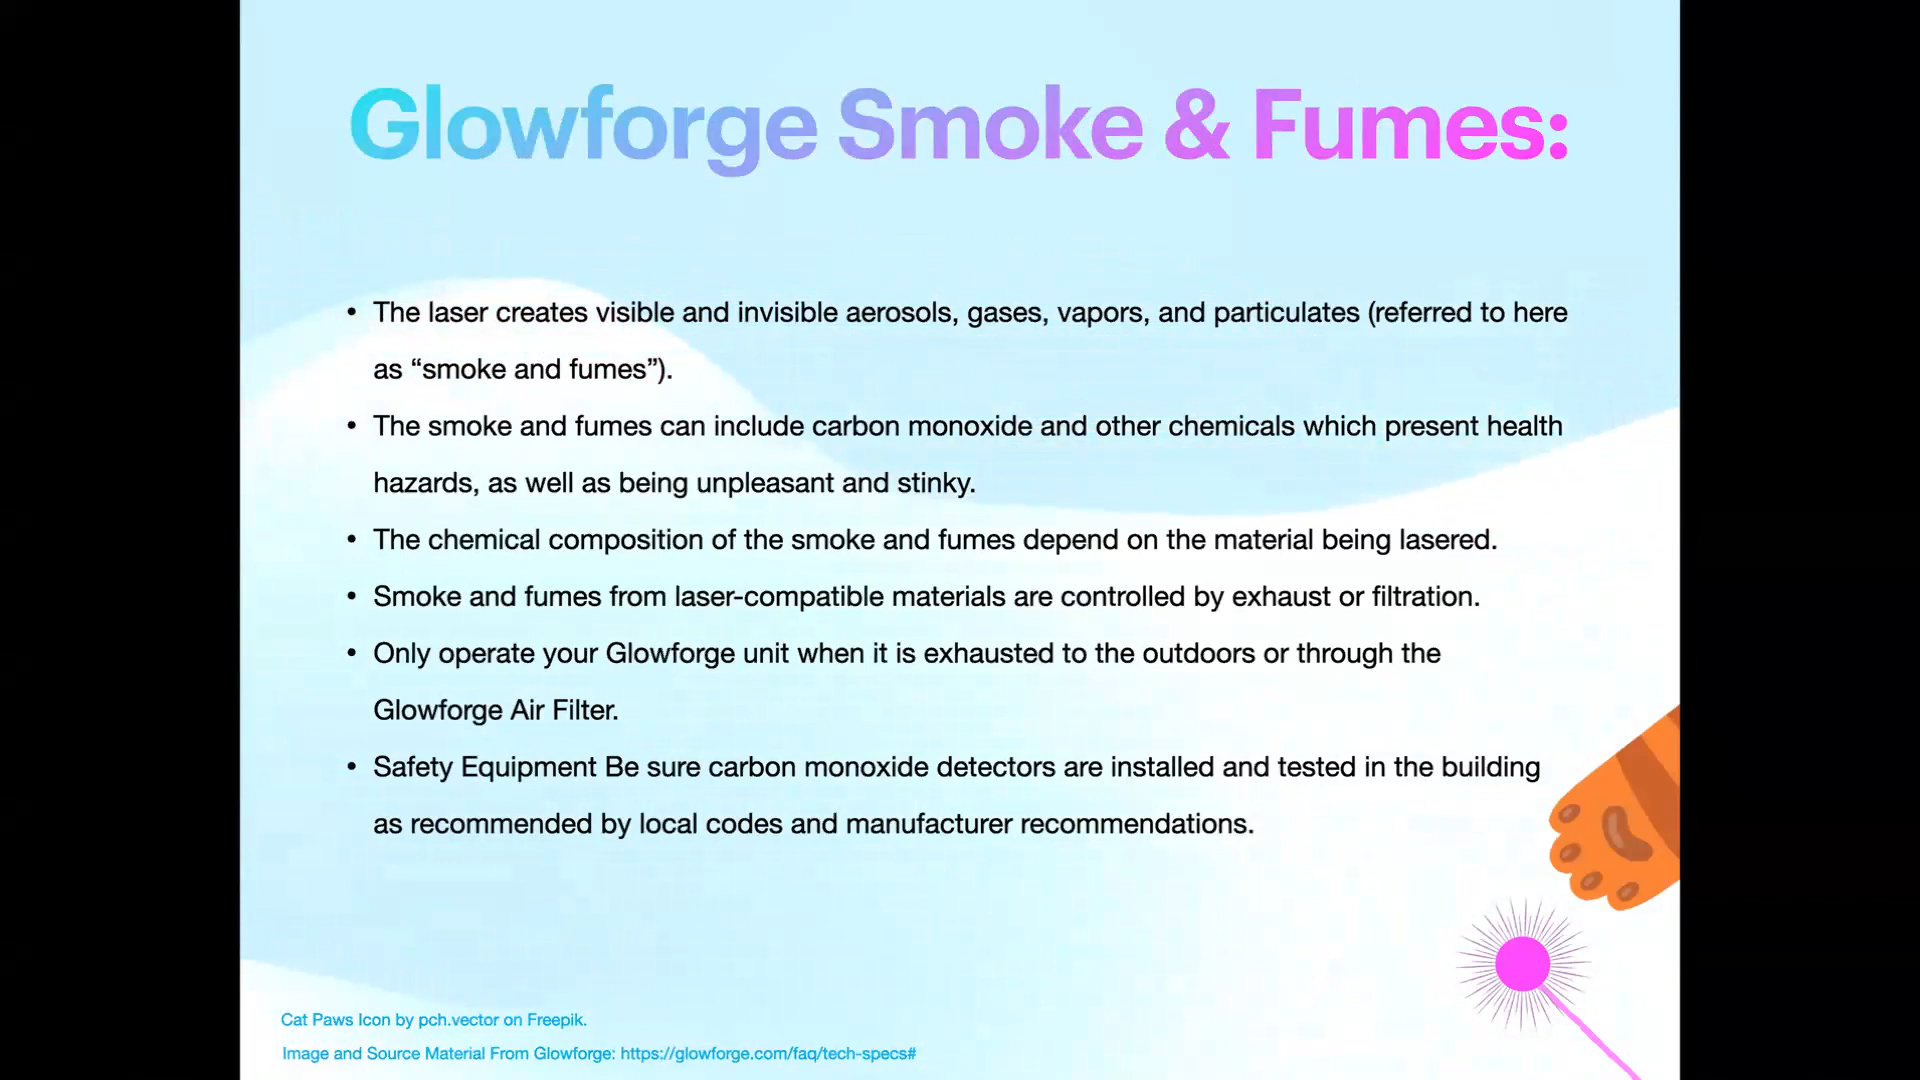 Glowforge Smoke & Fumes:
• The laser creates visible and invisible aerosols, gases, vapors, and particulates (referred to here
as “smoke and fumes”).
• The smoke and fumes can include carbon monoxide and other chemicals which present health
hazards, as well as being unpleasant and stinky.
• The chemical composition of the smoke and fumes depend on the material being lasered.
• Smoke and fumes from laser-compatible materials are controlled by exhaust or filtration.
• Only operate your Glowforge unit when it is exhausted to the outdoors or through the
Glowforge Air Filter.
• Safety Equipment Be sure carbon monoxide detectors are installed and tested in the building
as recommended by local codes and manufacturer recommendations.
Cat Paws Icon by pch.vector on Freepik.
Image and Source Material From Glowforge: https://glowforge.com/faq/tech-specs#